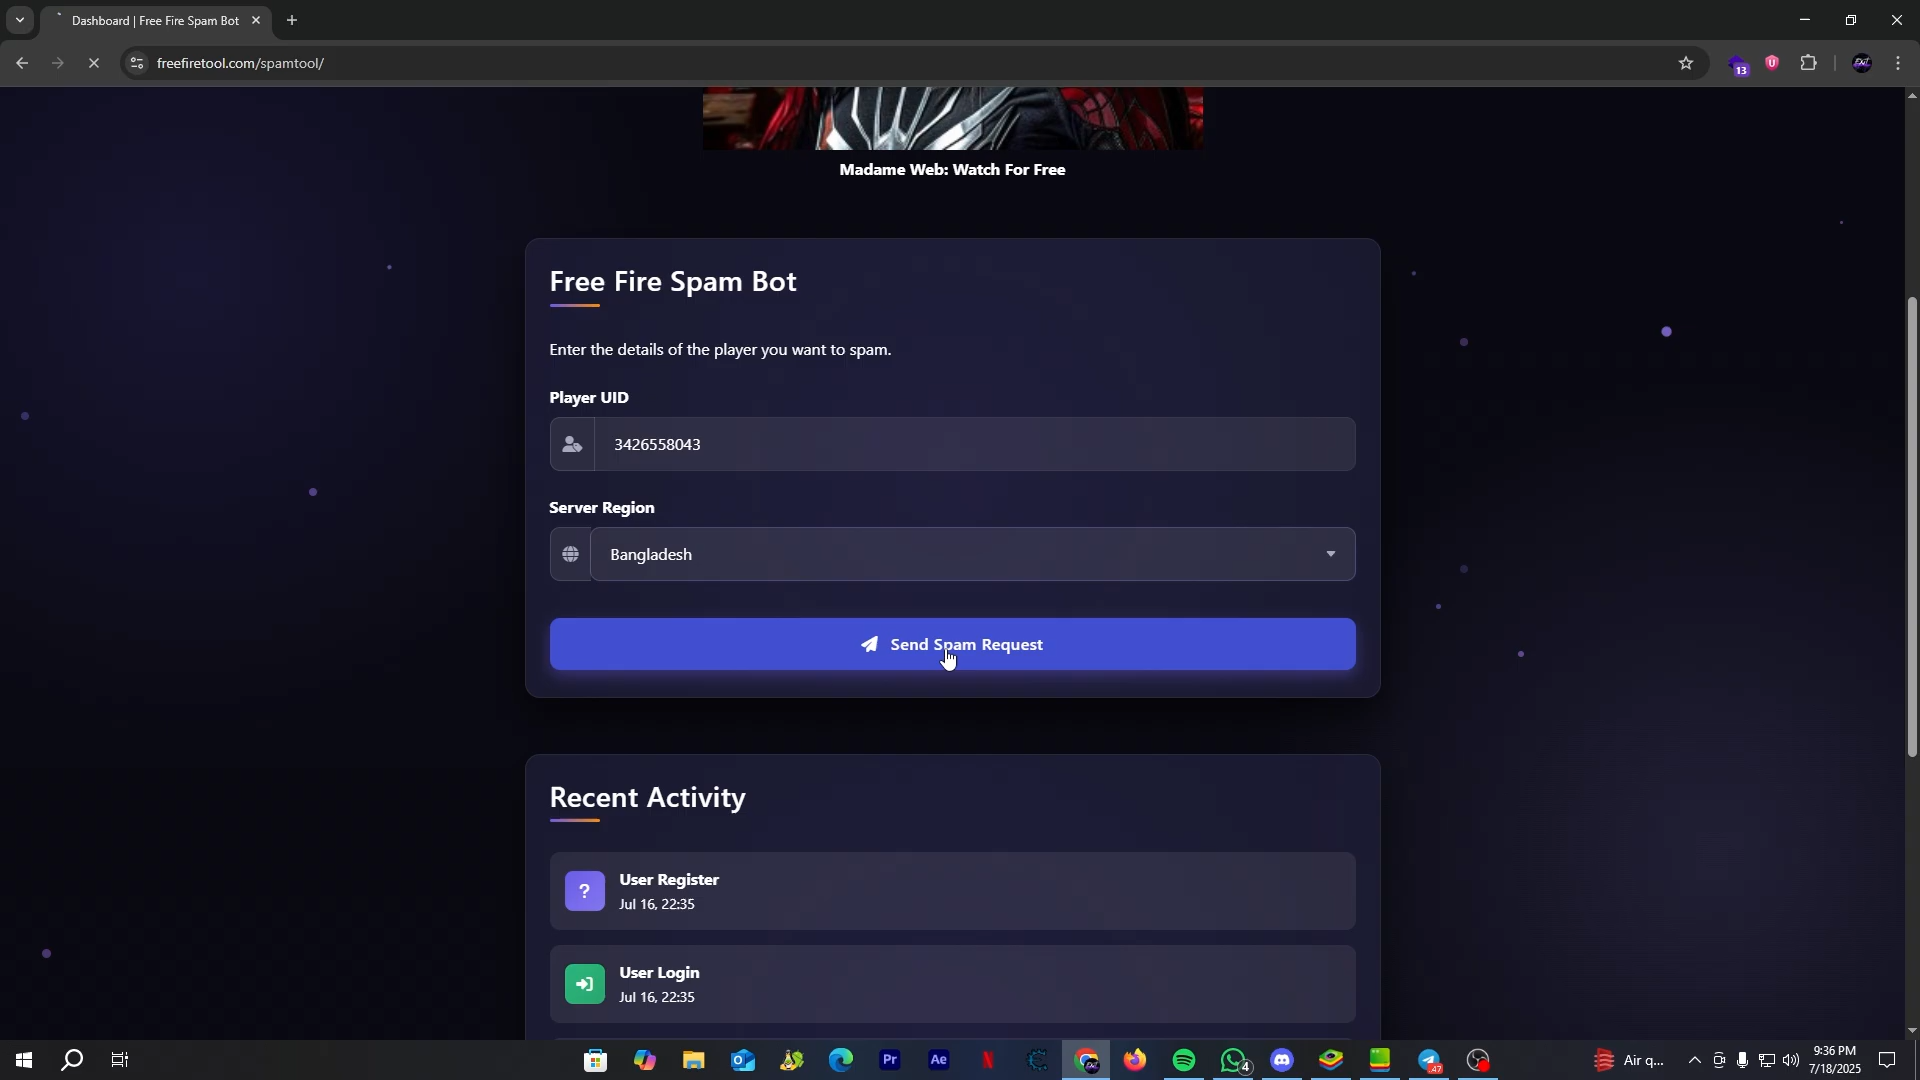 Dashboard | Free Fire Spam Bot
freefiretool.com/spamtool/
13
Madame Web: Watch For Free
Free Fire Spam Bot
Enter the details of the player you want to spam.
Player UID
3426558043
Server Region
Bangladesh
Send Spam Request
Recent Activity
?
User Register
Jul 16, 22:35
User Login
Jul 16, 22:35
Pr
Ae
4
47
Air q...
9:36 PM
7/18/2025